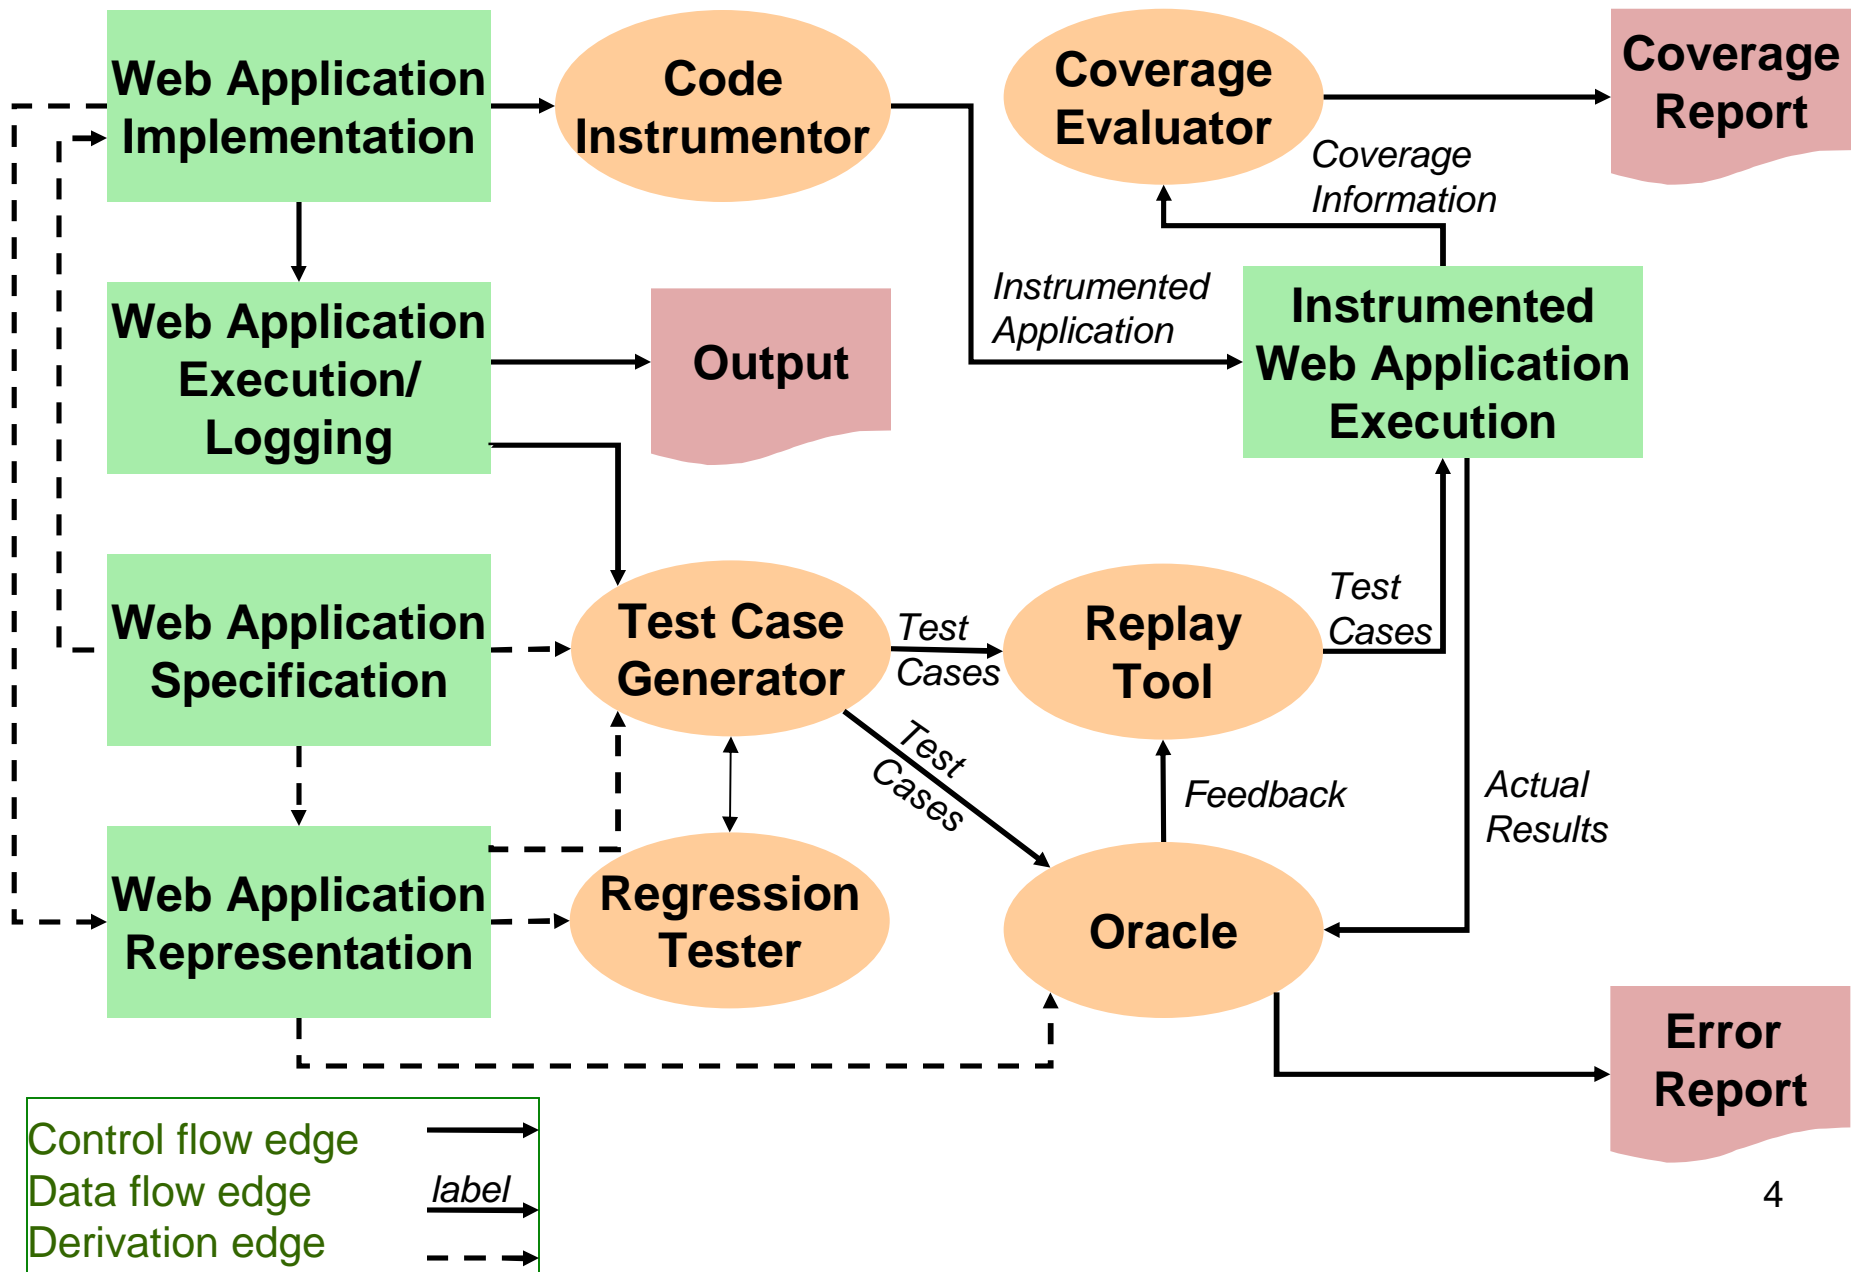 Web Application
Implementation
Code
Instrumentor
Coverage
Evaluator
Coverage
Report
Coverage
Information
Web Application
Execution/
Logging
Output
Instrumented
Application
Instrumented
Web Application
Execution
Web Application
Specification
Test Case
Generator
Test
Cases
Replay
Tool
Test
Cases
Test
Cases
Feedback
Actual
Results
Web Application
Representation
Regression
Tester
Oracle
Error
Report
Control flow edge
Data flow edge
label
Derivation edge
4